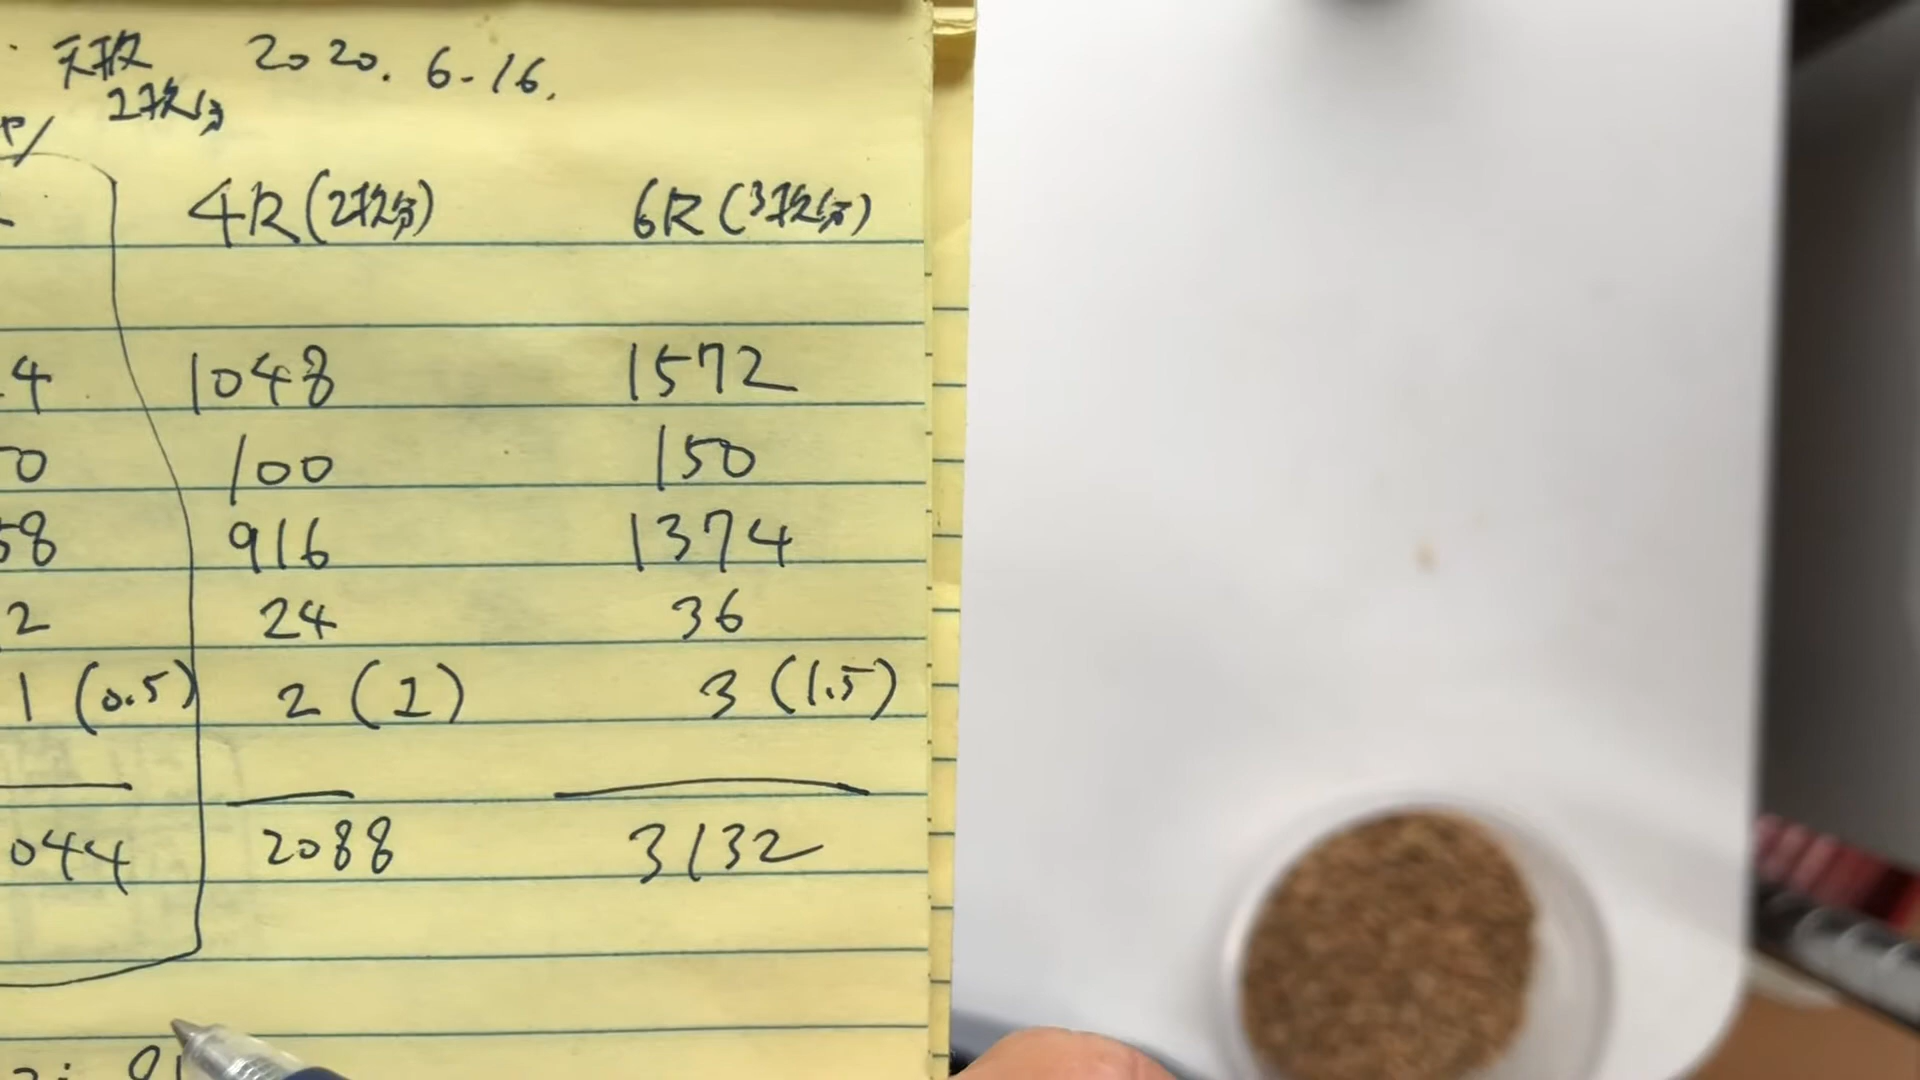 天板 2020.6-16.
2枚分
4R(2枚分) 6R(3枚分)
4 1048 1572
0 100 150
58 916 1374
2 24 36
1(0.5) 2(1) 3(1.5)
044 2088 3132